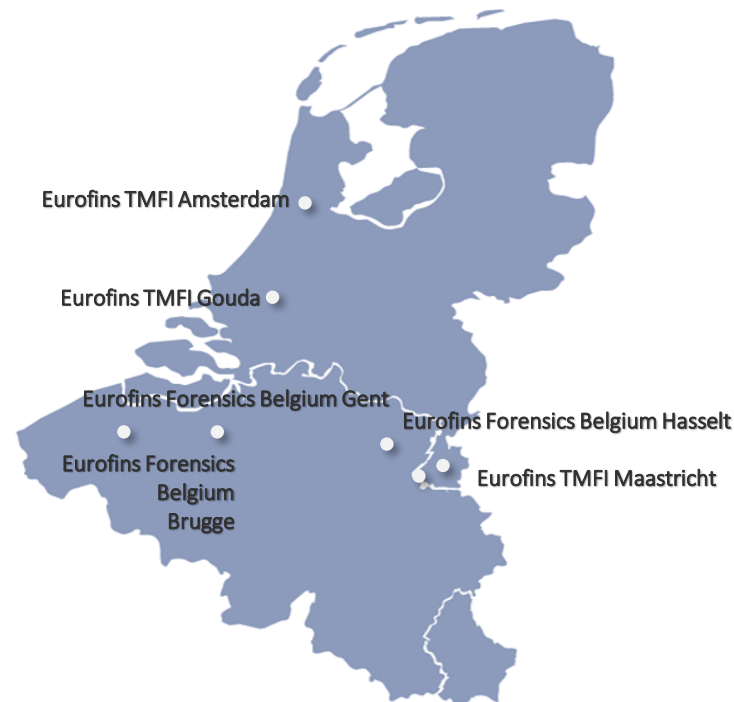 Eurofins TMFI Amsterdam
Eurofins TMFI Gouda
Eurofins Forensics Belgium Gent
Eurofins Forensics Belgium Hasselt
Eurofins Forensics
Belgium
Brugge
Eurofins TMFI Maastricht